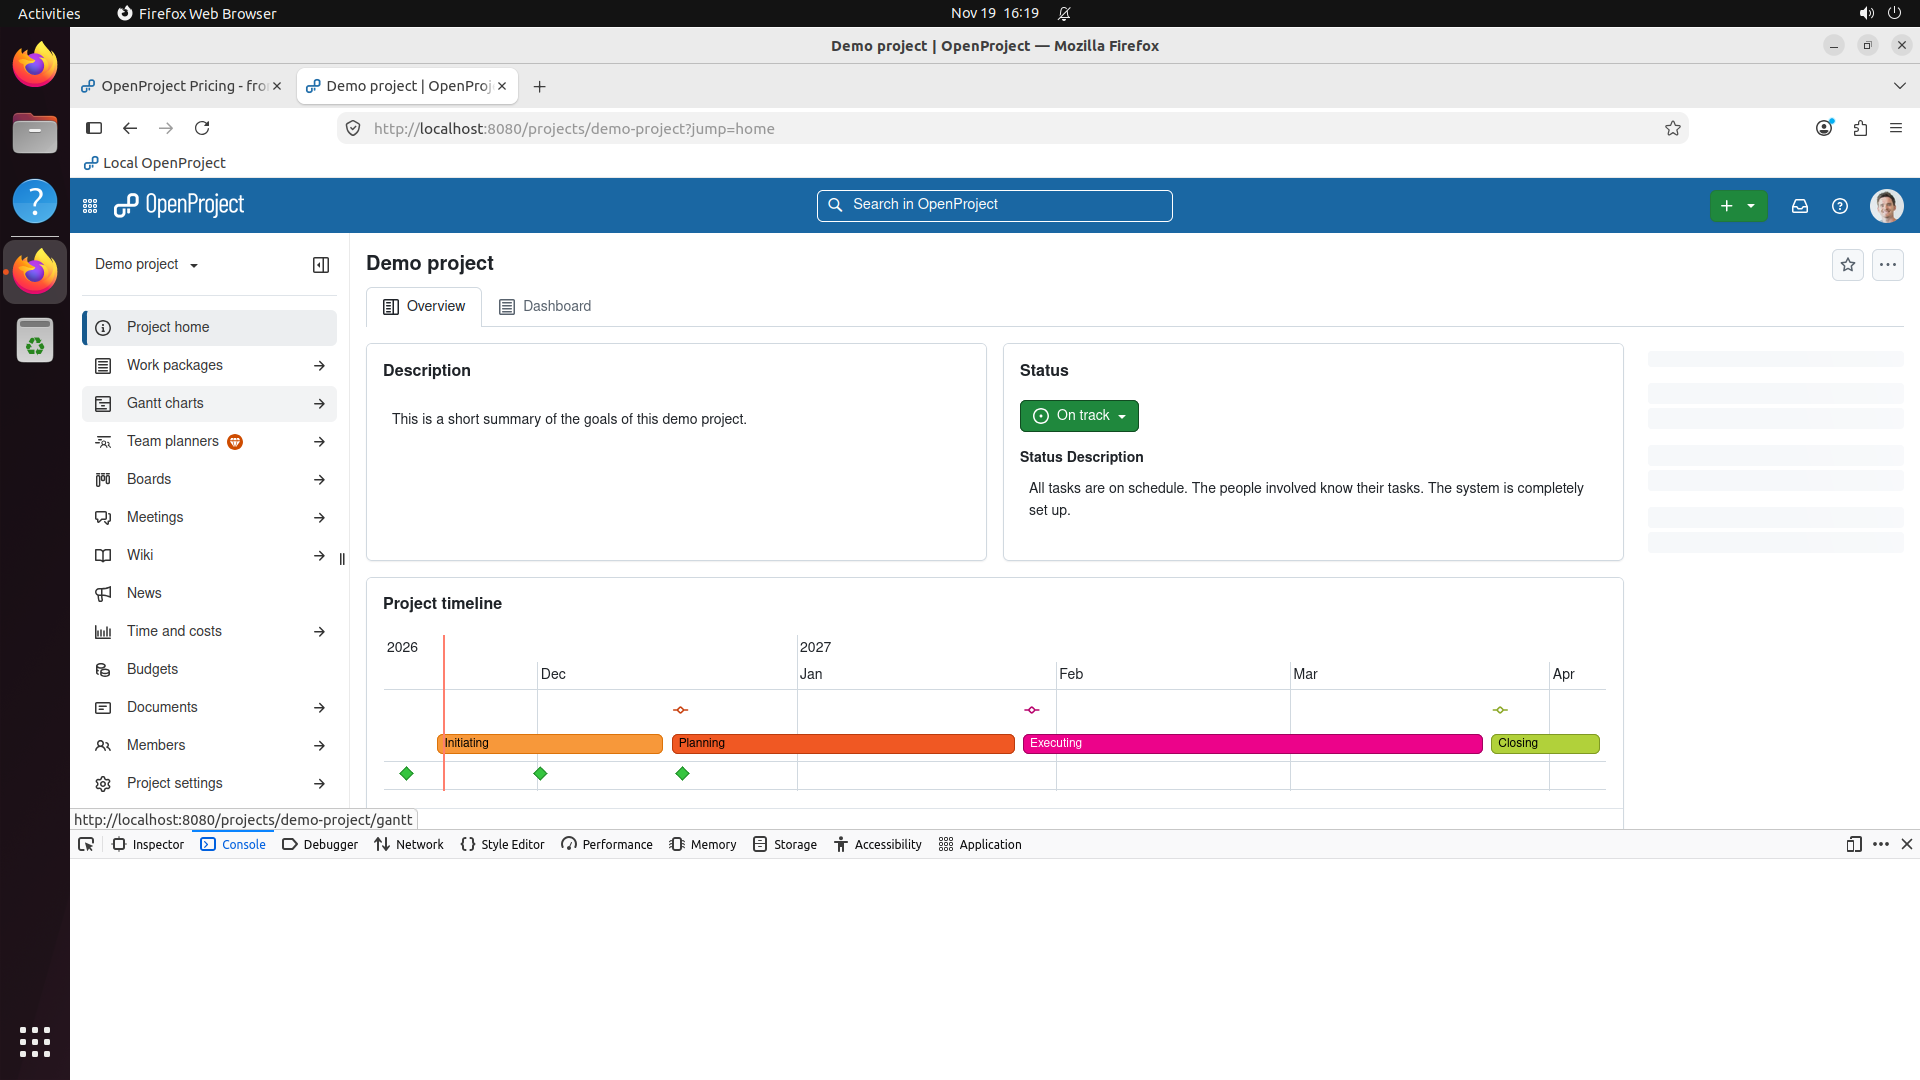 Activities
Firefox Web Browser
Nov 19 16:19
Demo project | OpenProject — Mozilla Firefox
OpenProject Pricing - fro
Demo project | OpenProj
http://localhost:8080/projects/demo-project?jump=home
Local OpenProject
OpenProject
Search in OpenProject
Demo project
Project home
Work packages
Gantt charts
Team planners
Boards
Meetings
Wiki
News
Time and costs
Budgets
Documents
Members
Project settings
Demo project
Overview
Dashboard
Description
This is a short summary of the goals of this demo project.
Status
On track
Status Description
All tasks are on schedule. The people involved know their tasks. The system is completely
set up.
Project timeline
2026
2027
Dec
Jan
Feb
Mar
Apr
Initiating
Planning
Executing
Closing
http://localhost:8080/projects/demo-project/gantt
Inspector
Console
Debugger
Network
Style Editor
Performance
Memory
Storage
Accessibility
Application